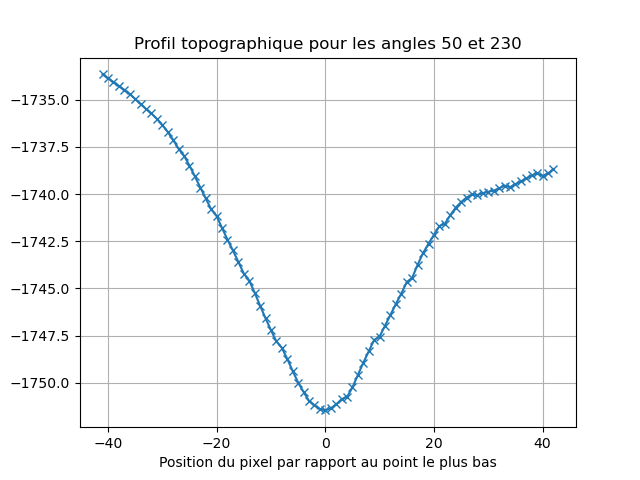 Profil topographique pour les angles 50 et 230
−1735.0
−1737.5
−1740.0
−1742.5
−1745.0
−1747.5
−1750.0
−40 −20 0 20 40
Position du pixel par rapport au point le plus bas